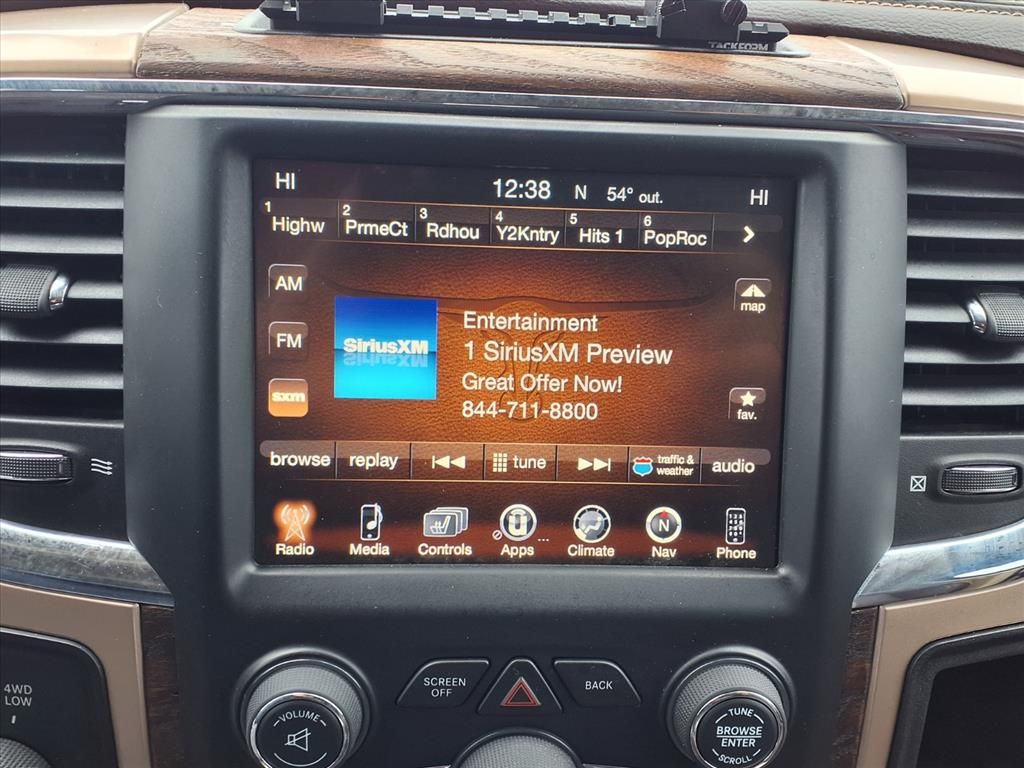 TACKFORM
HI 12:38 N 54° out. HI
1 Highw 2 PrmeCt 3 Rdhou 4 Y2Kntry 5 Hits 1 6 PopRoc
AM
map
FM
SiriusXM
Entertainment
1 SiriusXM Preview
Great Offer Now!
844-711-8800
sxm
fav.
browse replay tune traffic & weather audio
Radio Media Controls Apps ... Climate Nav Phone
4WD
LOW
SCREEN
OFF
BACK
VOLUME
TUNE
BROWSE
ENTER
SCROLL